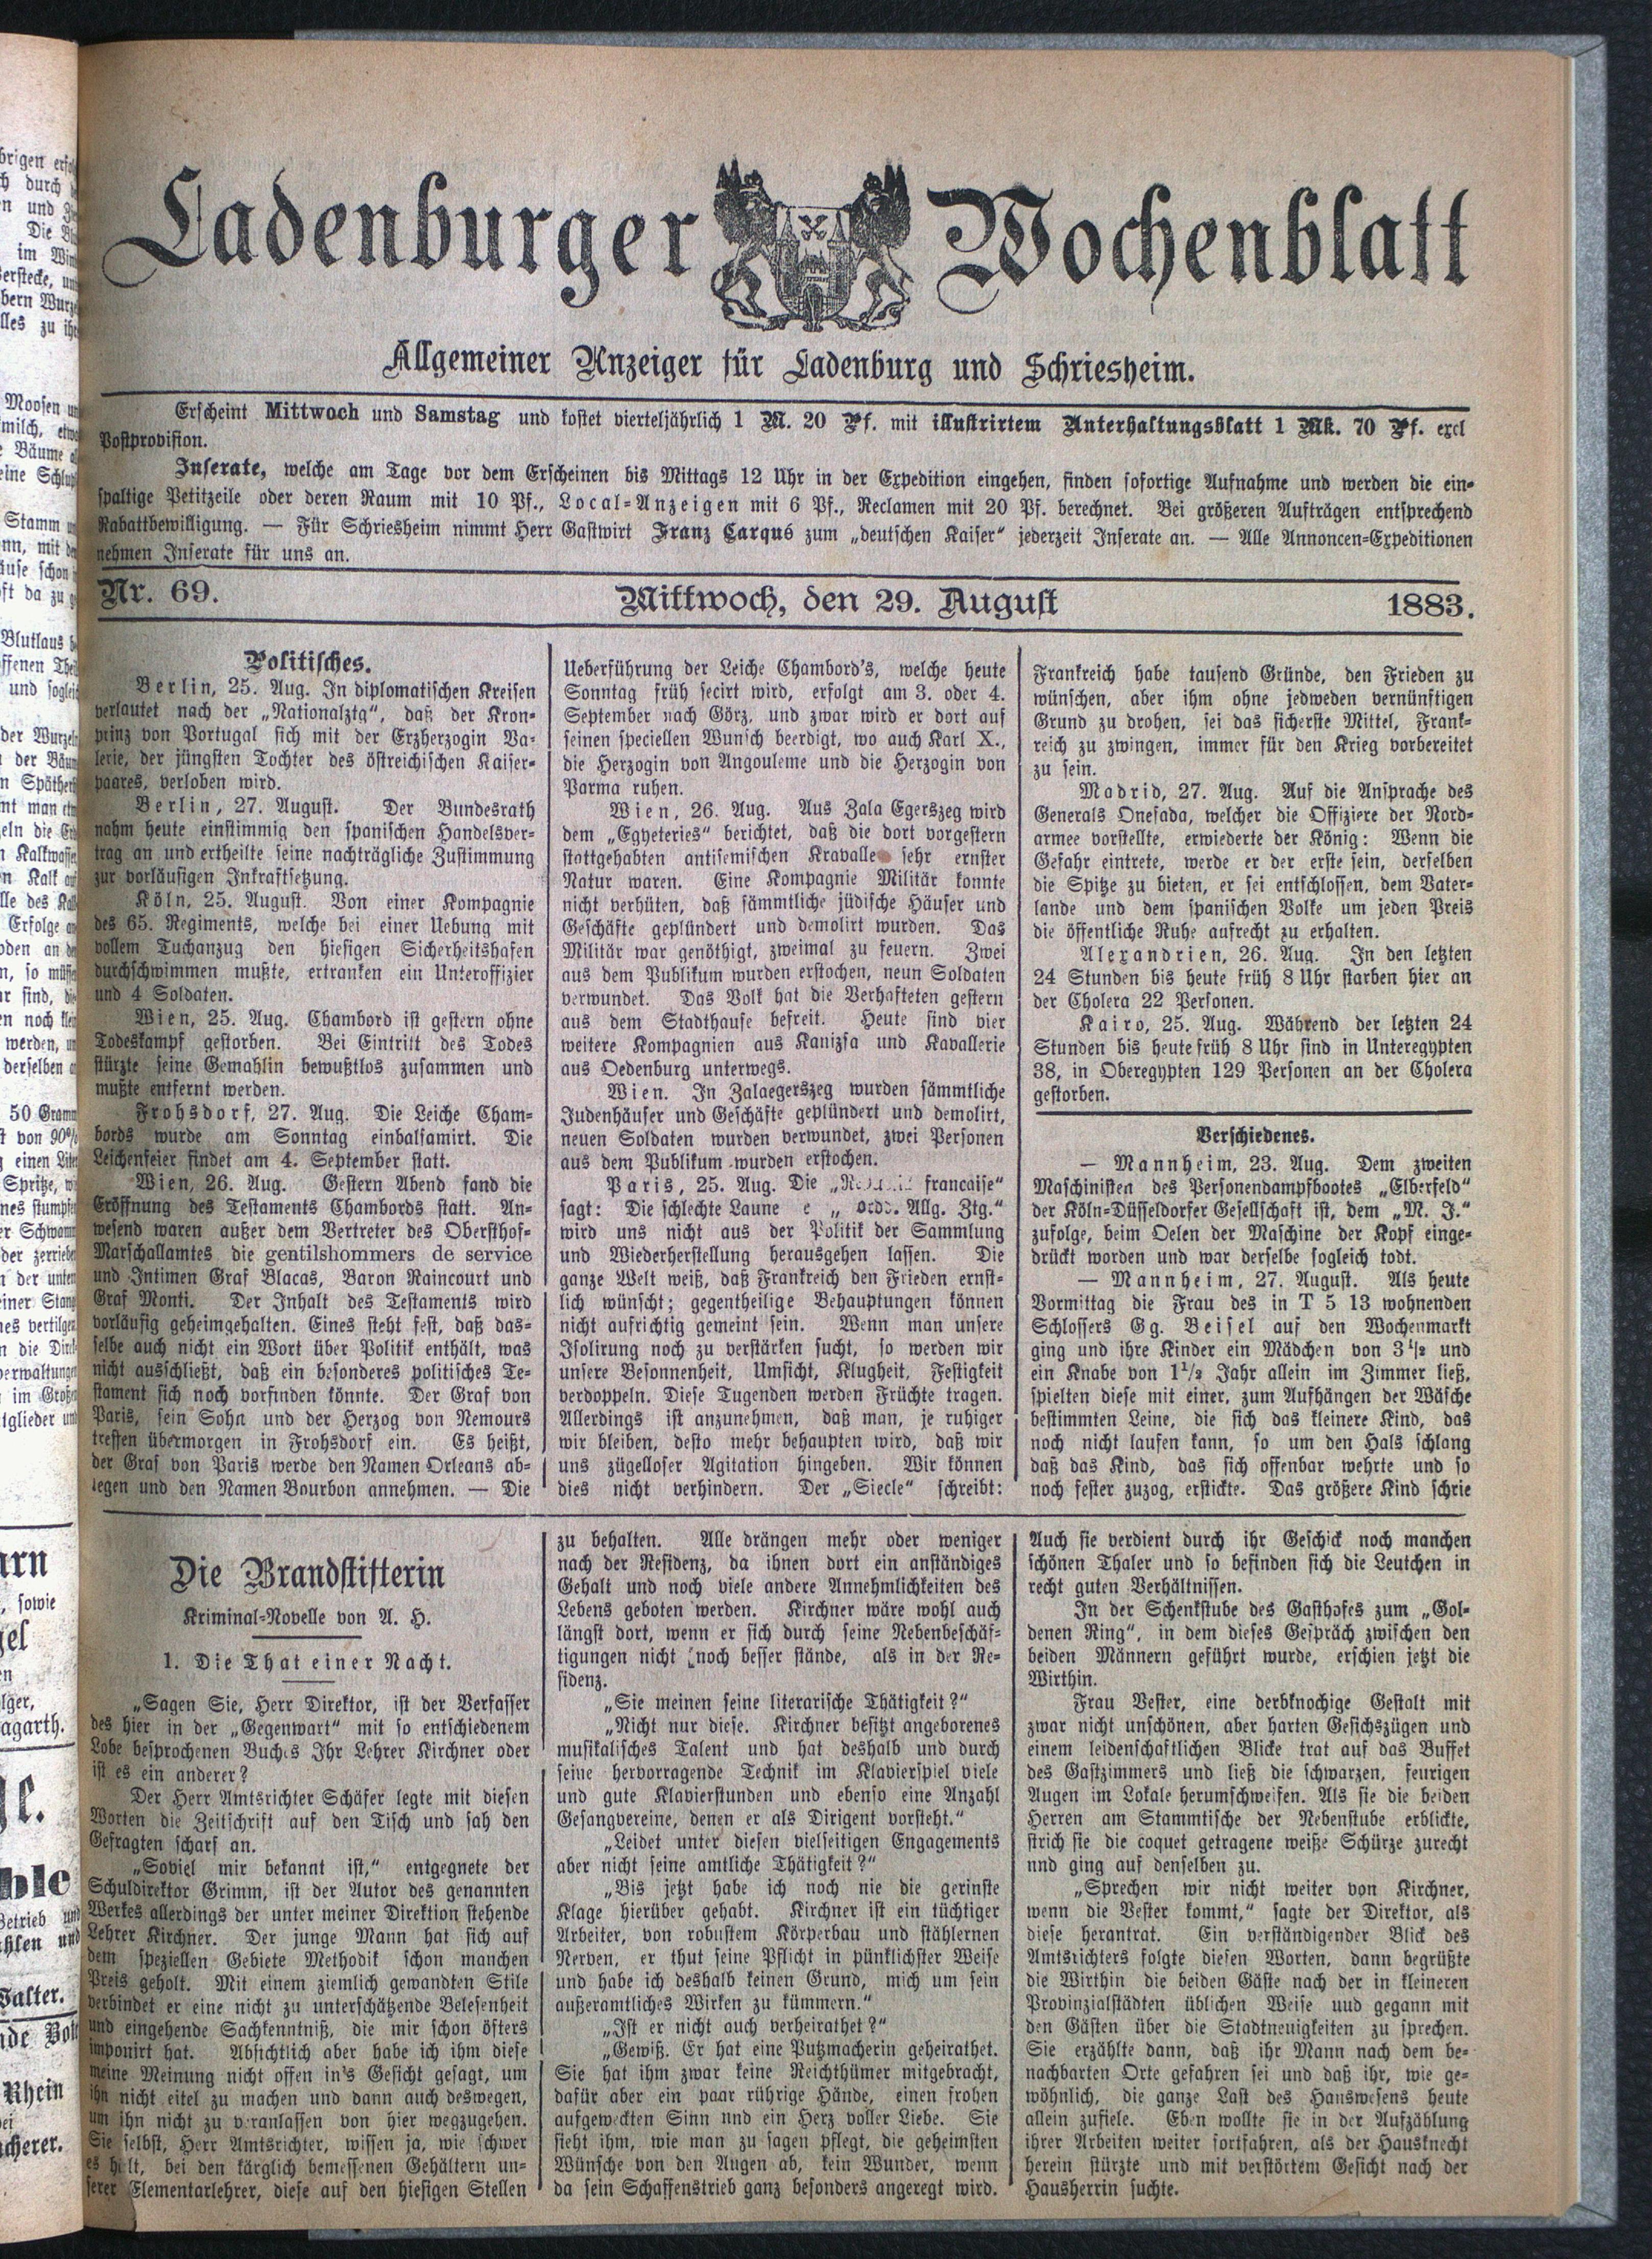 Ladenburger Wochenblatt
Allgemeiner Anzeiger für Ladenburg und Schriesheim.
Erscheint Mittwoch und Samstag und kostet vierteljährlich 1 M. 20 Pf. mit illustrirtem Unterhaltungsblatt 1 Mk. 70 Pf. excl
Postprovision.
Inserate, welche am Tage vor dem Erscheinen bis Mittags 12 Uhr in der Expedition eingehen, finden sofortige Aufnahme und werden die ein-
spaltige Petitzeile oder deren Raum mit 10 Pf., Local-Anzeigen mit 6 Pf., Reclamen mit 20 Pf. berechnet. Bei größeren Aufträgen entsprechend
Rabattbewilligung. — Für Schriesheim nimmt Herr Gastwirt Franz Carqué zum „deutschen Kaiser" jederzeit Inserate an. — Alle Annoncen-Expeditionen
nehmen Inserate für uns an.
Nr. 69. Mittwoch, den 29. August 1883.
Politisches.
Berlin, 25. Aug. In diplomatischen Kreisen
verlautet nach der „Nationalztg", daß der Kron-
prinz von Portugal sich mit der Erzherzogin Va-
lerie, der jüngsten Tochter des östreichischen Kaiser-
paares, verloben wird.
Berlin, 27. August. Der Bundesrath
nahm heute einstimmig den spanischen Handelsver-
trag an und ertheilte seine nachträgliche Zustimmung
zur vorläufigen Inkraftsetzung.
Köln, 25. August. Von einer Kompagnie
des 65. Regiments, welche bei einer Uebung mit
vollem Tuchanzug den hiesigen Sicherheitshafen
durchschwimmen mußte, ertranken ein Unteroffizier
und 4 Soldaten.
Wien, 25. Aug. Chambord ist gestern ohne
Todeskampf gestorben. Bei Eintritt des Todes
stürzte seine Gemahlin bewußtlos zusammen und
mußte entfernt werden.
Frohsdorf, 27. Aug. Die Leiche Cham-
bords wurde am Sonntag einbalsamirt. Die
Leichenfeier findet am 4. September statt.
Wien, 26. Aug. Gestern Abend fand die
Eröffnung des Testaments Chambords statt. An-
wesend waren außer dem Vertreter des Obersthof-
Marschallamtes die gentilshommers de service
und Intimen Graf Blacas, Baron Raincourt und
Graf Monti. Der Inhalt des Testaments wird
vorläufig geheimgehalten. Eines steht fest, daß das-
selbe auch nicht ein Wort über Politik enthält, was
nicht ausschließt, daß ein besonderes politisches Te-
stament sich noch vorfinden könnte. Der Graf von
Paris, sein Sohn und der Herzog von Nemours
treffen übermorgen in Frohsdorf ein. Es heißt,
der Graf von Paris werde den Namen Orleans ab-
legen und den Namen Bourbon annehmen. — Die
Ueberführung der Leiche Chambord's, welche heute
Sonntag früh secirt wird, erfolgt am 3. oder 4.
September nach Görz, und zwar wird er dort auf
seinen speciellen Wunsch beerdigt, wo auch Karl X.,
die Herzogin von Angouleme und die Herzogin von
Parma ruhen.
Wien, 26. Aug. Aus Zala Egerszeg wird
dem „Egyeteries" berichtet, daß die dort vorgestern
stattgehabten antisemischen Kravalle sehr ernster
Natur waren. Eine Kompagnie Militär konnte
nicht verhüten, daß sämmtliche jüdische Häuser und
Geschäfte geplündert und demolirt wurden. Das
Militär war genöthigt, zweimal zu feuern. Zwei
aus dem Publikum wurden erstochen, neun Soldaten
verwundet. Das Volk hat die Verhafteten gestern
aus dem Stadthause befreit. Heute sind vier
weitere Kompagnien aus Kanizsa und Kavallerie
aus Oedenburg unterwegs.
Wien. In Zalaegerszeg wurden sämmtliche
Judenhäuser und Geschäfte geplündert und demolirt,
neuen Soldaten wurden verwundet, zwei Personen
aus dem Publikum wurden erstochen.
Paris, 25. Aug. Die francaise"
sagt: Die schlechte Laune Allg. Ztg."
wird uns nicht aus der Politik der Sammlung
und Wiederherstellung herausgehen lassen. Die
ganze Welt weiß, daß Frankreich den Frieden ernst-
lich wünscht; gegentheilige Behauptungen können
nicht aufrichtig gemeint sein. Wenn man unsere
Isolirung noch zu verstärken sucht, so werden wir
unsere Besonnenheit, Umsicht, Klugheit, Festigkeit
verdoppeln. Diese Tugenden werden Früchte tragen.
Allerdings ist anzunehmen, daß man, je ruhiger
wir bleiben, desto mehr behaupten wird, daß wir
uns zügelloser Agitation hingeben. Wir können
dies nicht verhindern. Der „Siecle" schreibt:
Frankreich habe tausend Gründe, den Frieden zu
wünschen, aber ihm ohne jedweden vernünftigen
Grund zu drohen, sei das sicherste Mittel, Frank-
reich zu zwingen, immer für den Krieg vorbereitet
zu sein.
Madrid, 27. Aug. Auf die Ansprache des
Generals Onesada, welcher die Offiziere der Nord-
armee vorstellte, erwiederte der König: Wenn die
Gefahr eintrete, werde er der erste sein, derselben
die Spitze zu bieten, er sei entschlossen, dem Vater-
lande und dem spanischen Volke um jeden Preis
die öffentliche Ruhe aufrecht zu erhalten.
Alexandrien, 26. Aug. In den letzten
24 Stunden bis heute früh 8 Uhr starben hier an
der Cholera 22 Personen.
Kairo, 25. Aug. Während der letzten 24
Stunden bis heute früh 8 Uhr sind in Unteregypten
38, in Oberegypten 129 Personen an der Cholera
gestorben.
Verschiedenes.
— Mannheim, 23. Aug. Dem zweiten
Maschinisten des Personendampfbootes „Elberfeld"
der Köln-Düsseldorfer Gesellschaft ist, dem „M. J."
zufolge, beim Oelen der Maschine der Kopf einge-
drückt worden und war derselbe sogleich todt.
— Mannheim, 27. August. Als heute
Vormittag die Frau des in T 5 13 wohnenden
Schlossers Gg. Beisel auf den Wochenmarkt
ging und ihre Kinder ein Mädchen von 3½ und
ein Knabe von 1½ Jahr allein im Zimmer ließ,
spielten diese mit einer, zum Aufhängen der Wäsche
bestimmten Leine, die sich das kleinere Kind, das
noch nicht laufen kann, so um den Hals schlang
daß das Kind, das sich offenbar wehrte und so
noch fester zuzog, erstickte. Das größere Kind schrie
Die Brandstifterin
Kriminal-Novelle von A. H.
1. Die That einer Nacht.
„Sagen Sie, Herr Direktor, ist der Verfasser
des hier in der „Gegenwart" mit so entschiedenem
Lobe besprochenen Buches Ihr Lehrer Kirchner oder
ist es ein anderer?
Der Herr Amtsrichter Schäfer legte mit diesen
Worten die Zeitschrift auf den Tisch und sah den
Gefragten scharf an.
„Soviel mir bekannt ist," entgegnete der
Schuldirektor Grimm, ist der Autor des genannten
Werkes allerdings der unter meiner Direktion stehende
Lehrer Kirchner. Der junge Mann hat sich auf
dem speziellen Gebiete Methodik schon manchen
Preis geholt. Mit einem ziemlich gewandten Stile
verbindet er eine nicht zu unterschätzende Belesenheit
und eingehende Sachkenntniß, die mir schon öfters
imponirt hat. Absichtlich aber habe ich ihm diese
meine Meinung nicht offen in's Gesicht gesagt, um
ihn nicht eitel zu machen und dann auch deswegen,
um ihn nicht zu veranlassen von hier wegzugehen.
Sie selbst, Herr Amtsrichter, wissen ja, wie schwer
es hält, bei den kärglich bemessenen Gehältern un-
serer Elementarlehrer, diese auf den hiesigen Stellen
zu behalten. Alle drängen mehr oder weniger
nach der Residenz, da ihnen dort ein anständiges
Gehalt und noch viele andere Annehmlichkeiten des
Lebens geboten werden. Kirchner wäre wohl auch
längst dort, wenn er sich durch seine Nebenbeschäf-
tigungen nicht noch besser stände, als in der Re-
sidenz.
„Sie meinen seine literarische Thätigkeit?"
„Nicht nur diese. Kirchner besitzt angeborenes
musikalisches Talent und hat deshalb und durch
seine hervorragende Technik im Klavierspiel viele
und gute Klavierstunden und ebenso eine Anzahl
Gesangvereine, denen er als Dirigent vorsteht."
„Leidet unter diesen vielseitigen Engagements
aber nicht seine amtliche Thätigkeit?"
„Bis jetzt habe ich noch nie die gerinste
Klage hierüber gehabt. Kirchner ist ein tüchtiger
Arbeiter, von robustem Körperbau und stählernen
Nerven, er thut seine Pflicht in pünklichster Weise
und habe ich deshalb keinen Grund, mich um sein
außeramtliches Wirken zu kümmern."
„Ist er nicht auch verheirathet?"
„Gewiß. Er hat eine Putzmacherin geheirathet.
Sie hat ihm zwar keine Reichthümer mitgebracht,
dafür aber ein paar rührige Hände, einen frohen
aufgeweckten Sinn nnd ein Herz voller Liebe. Sie
sieht ihm, wie man zu sagen pflegt, die geheimsten
Wünsche von den Augen ab, kein Wunder, wenn
da sein Schaffenstrieb ganz besonders angeregt wird.
Auch sie verdient durch ihr Geschick noch manchen
schönen Thaler und so befinden sich die Leutchen in
recht guten Verhältnissen.
In der Schenkstube des Gasthofes zum „Gol-
denen Ring", in dem dieses Gespräch zwischen den
beiden Männern geführt wurde, erschien jetzt die
Wirthin.
Frau Vester, eine derbknochige Gestalt mit
zwar nicht unschönen, aber harten Gesichszügen und
einem leidenschaftlichen Blicke trat auf das Buffet
des Gastzimmers und ließ die schwarzen, feurigen
Augen im Lokale herumschweifen. Als sie die beiden
Herren am Stammtische der Nebenstube erblickte,
strich sie die coquet getragene weiße Schürze zurecht
nnd ging auf denselben zu.
„Sprechen wir nicht weiter von Kirchner,
wenn die Vester kommt," sagte der Direktor, als
diese herantrat. Ein verständigender Blick des
Amtsrichters folgte diesen Worten, dann begrüßte
die Wirthin die beiden Gäste nach der in kleineren
Provinzialstädten üblichen Weise uud gegann mit
den Gästen über die Stadtneuigkeiten zu sprechen.
Sie erzählte dann, daß ihr Mann nach dem be-
nachbarten Orte gefahren sei und daß ihr, wie ge-
wöhnlich, die ganze Last des Hauswesens heute
allein zufiele. Eben wollte sie in der Aufzählung
ihrer Arbeiten weiter fortfahren, als der Hausknecht
herein stürzte und mit verstörtem Gesicht nach der
Hausherrin suchte.